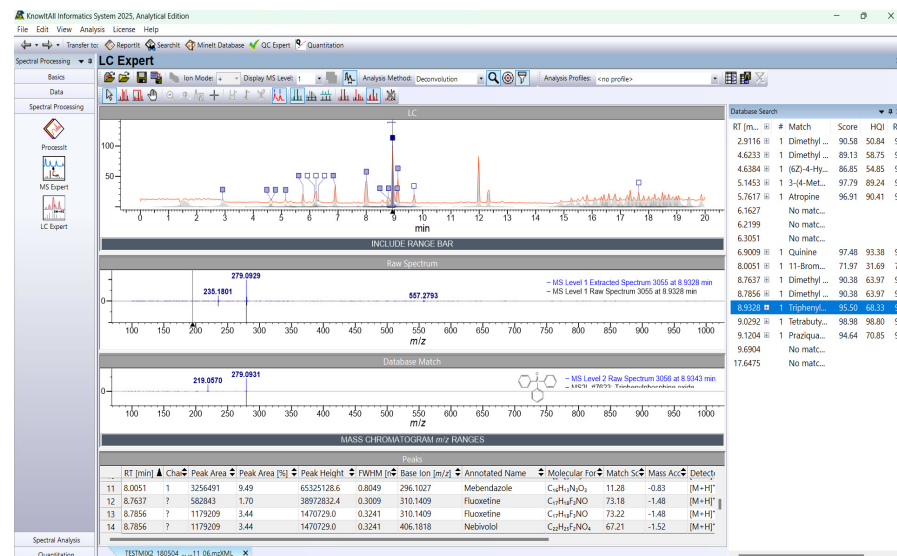 KnowItAll Informatics System 2025, Analytical Edition
File Edit View Analysis License Help
Transfer to: ReportIt SearchIt MineIt Database QC Expert Quantitation
Spectral Processing
LC Expert
Basics
Ion Mode: + Display MS Level: 1 Analysis Method: Deconvolution Analysis Profiles: <no profile>
Data
Spectral Processing
ProcessIt
MS Expert
LC Expert
LC
100
50
0 1 2 3 4 5 6 7 8 9 10 11 12 13 14 15 16 17 18 19 20
min
INCLUDE RANGE BAR
Raw Spectrum
279.0929
235.1801
557.2793
MS Level 1 Extracted Spectrum 3055 at 8.9328 min
MS Level 1 Raw Spectrum 3055 at 8.9328 min
0
100 150 200 250 300 350 400 450 500 550 600 650 700 750 800 850 900 950 1000
m/z
Database Match
279.0931
219.0570
MS Level 2 Raw Spectrum 3056 at 8.9343 min
0
100 150 200 250 300 350 400 450 500 550 600 650 700 750 800 850 900 950 1000
m/z
MASS CHROMATOGRAM m/z RANGES
Peaks
RT [min] Char Peak Area Peak Area [%] Peak Height FWHM [n Base Ion [m/z] Annotated Name Molecular For Match Sc Mass Acc Detect
11 8.0051 1 3256491 9.49 65325128.6 0.8049 296.1027 Mebendazole C₁₆H₁₃N₃O₃ 11.28 -0.83 [M+H]⁺
12 8.7637 ? 582843 1.70 38972832.4 0.3009 310.1409 Fluoxetine C₁₇H₁₈F₃NO 73.18 -1.48 [M+H]⁺
13 8.7856 ? 1179209 3.44 1470729.0 0.3241 310.1409 Fluoxetine C₁₇H₁₈F₃NO 73.22 -1.48 [M+H]⁺
14 8.7856 ? 1179209 3.44 1470729.0 0.3241 406.1818 Nebivolol C₂₂H₂₅F₂NO₄ 67.21 -1.52 [M+H]⁺
Spectral Analysis
Quantitation
Database Search
RT [m... # Match Score HQI
2.9116 1 Dimethyl ... 90.58 50.84
4.6233 1 Dimethyl ... 89.13 58.75
4.6384 1 (6Z)-4-Hy... 86.85 54.85
5.1453 1 3-(4-Met... 97.79 89.24
5.7617 1 Atropine 96.91 90.41
6.1627 No matc...
6.2199 No matc...
6.3051 No matc...
6.9009 1 Quinine 97.48 93.38
8.0051 1 11-Brom... 71.97 31.69
8.7637 1 Dimethyl ... 90.38 63.97
8.7856 1 Dimethyl ... 90.38 63.97
8.9328 1 Triphenyl... 95.50 68.33
9.0292 1 Tetrabuty... 98.98 98.80
9.1204 1 Praziqua... 94.64 70.85
9.6904 No matc...
17.6475 No matc...